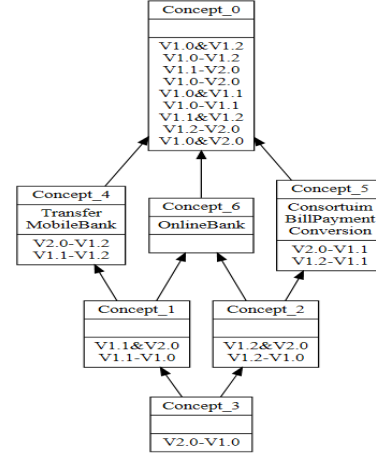 Concept_0
V1.0&V1.2
V1.0-V1.2
V1.1-V2.0
V1.0-V2.0
V1.0&V1.1
V1.0-V1.1
V1.1&V1.2
V1.2-V2.0
V1.0&V2.0
Concept_4
Transfer
MobileBank
V2.0-V1.2
V1.1-V1.2
Concept_6
OnlineBank
Concept_5
Consortuim
BillPayment
Conversion
V2.0-V1.1
V1.2-V1.1
Concept_1
V1.1&V2.0
V1.1-V1.0
Concept_2
V1.2&V2.0
V1.2-V1.0
Concept_3
V2.0-V1.0